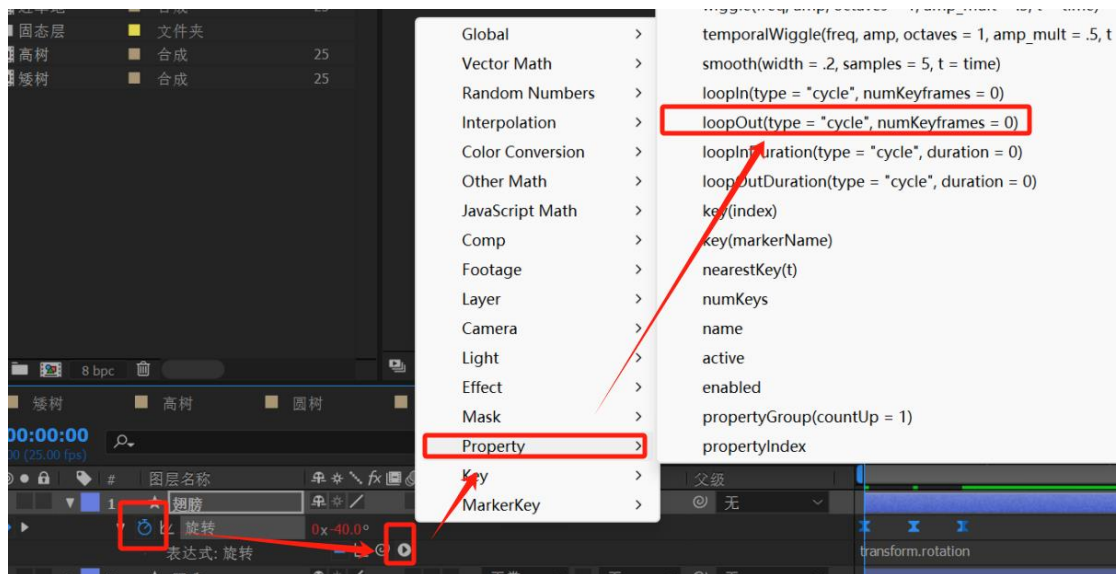 合成 25
固态层 文件夹
高树 合成 25
矮树 合成 25
8 bpc
Global
Vector Math
Random Numbers
Interpolation
Color Conversion
Other Math
JavaScript Math
Comp
Footage
Layer
Camera
Light
Effect
Mask
Property
Key
MarkerKey
temporalWiggle(freq, amp, octaves = 1, amp_mult = .5, t
smooth(width = .2, samples = 5, t = time)
loopIn(type = "cycle", numKeyframes = 0)
loopOut(type = "cycle", numKeyframes = 0)
loopInDuration(type = "cycle", duration = 0)
loopOutDuration(type = "cycle", duration = 0)
key(index)
key(markerName)
nearestKey(t)
numKeys
name
active
enabled
propertyGroup(countUp = 1)
propertyIndex
矮树 高树 圆树
00:00:00
(25.00 fps)
# 图层名称 fx 父级
1 翅膀 无
旋转 0x-40.0°
表达式: 旋转 transform.rotation